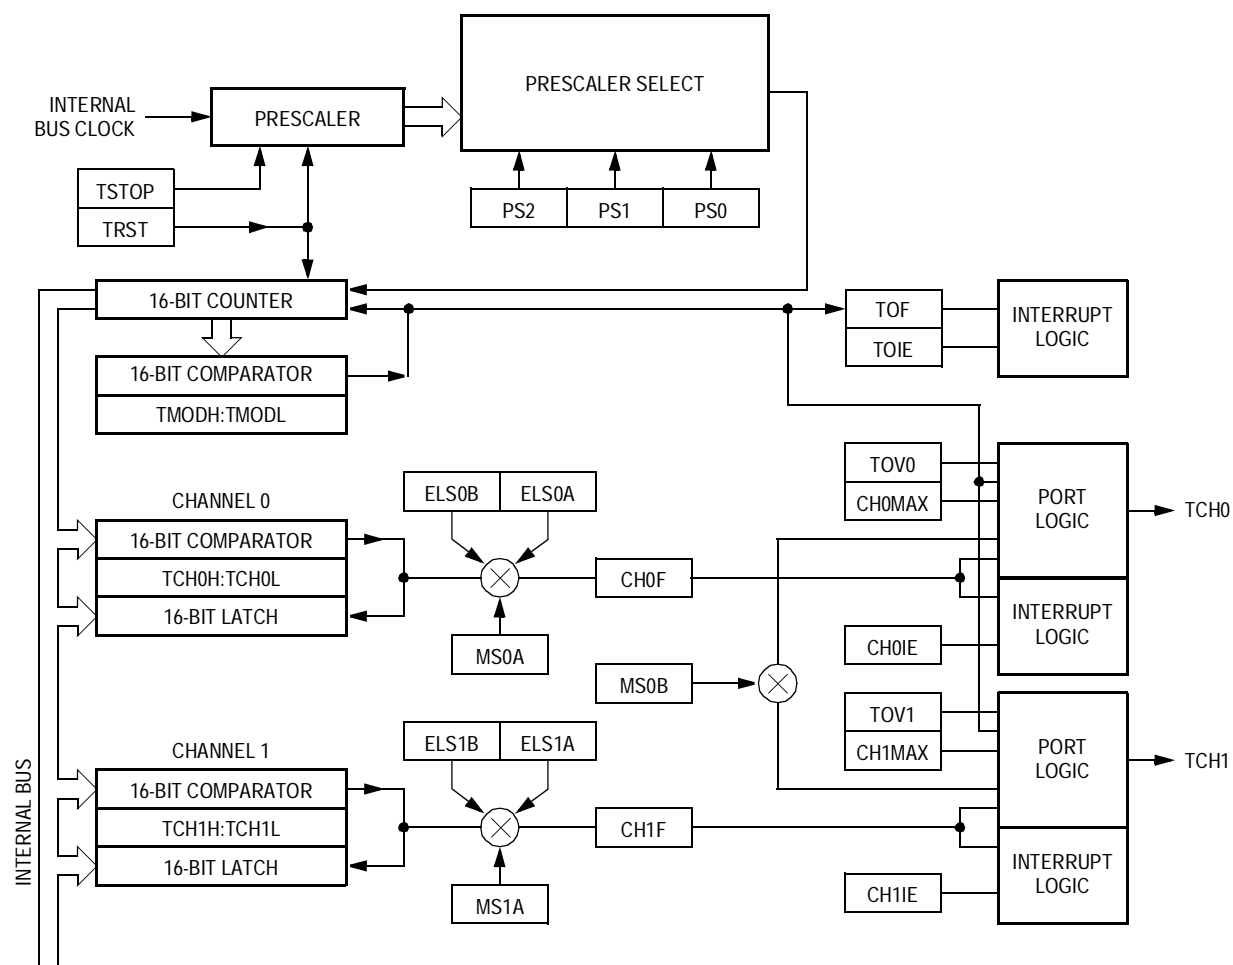 PRESCALER SELECT
INTERNAL
BUS CLOCK
PRESCALER
TSTOP
TRST
PS2
PS1
PS0
16-BIT COUNTER
16-BIT COMPARATOR
TMODH:TMODL
TOF
TOIE
INTERRUPT
LOGIC
CHANNEL 0
16-BIT COMPARATOR
TCH0H:TCH0L
16-BIT LATCH
ELS0B
ELS0A
MS0A
CH0F
TOV0
CH0MAX
PORT
LOGIC
TCH0
INTERRUPT
LOGIC
CH0IE
MS0B
CHANNEL 1
16-BIT COMPARATOR
TCH1H:TCH1L
16-BIT LATCH
ELS1B
ELS1A
MS1A
CH1F
TOV1
CH1MAX
PORT
LOGIC
TCH1
INTERRUPT
LOGIC
CH1IE
INTERNAL BUS